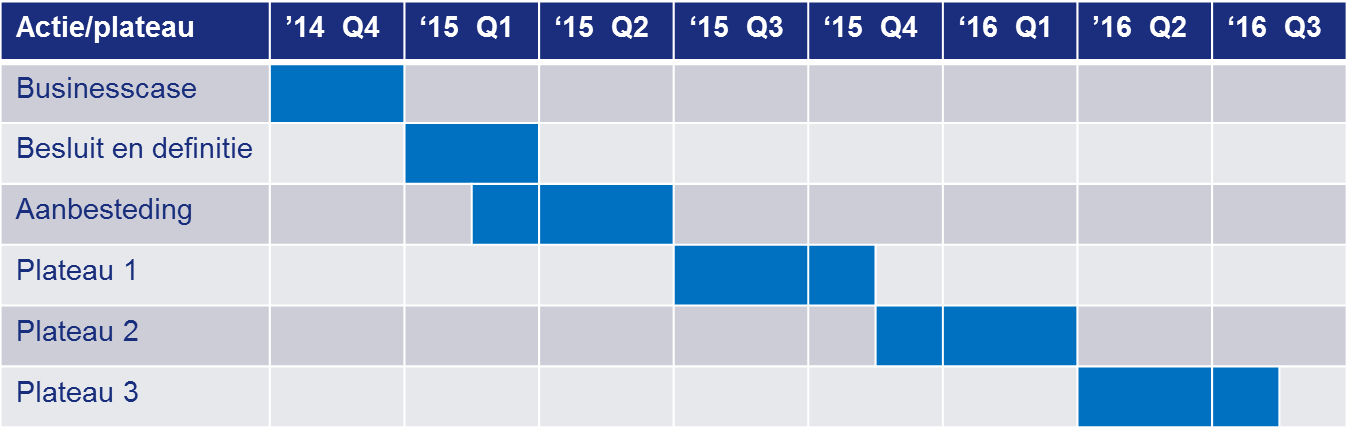 Actie/plateau ’14 Q4 ‘15 Q1 ‘15 Q2 ‘15 Q3 ‘15 Q4 ‘16 Q1 ’16 Q2 ‘16 Q3
Businesscase
Besluit en definitie
Aanbesteding
Plateau 1
Plateau 2
Plateau 3